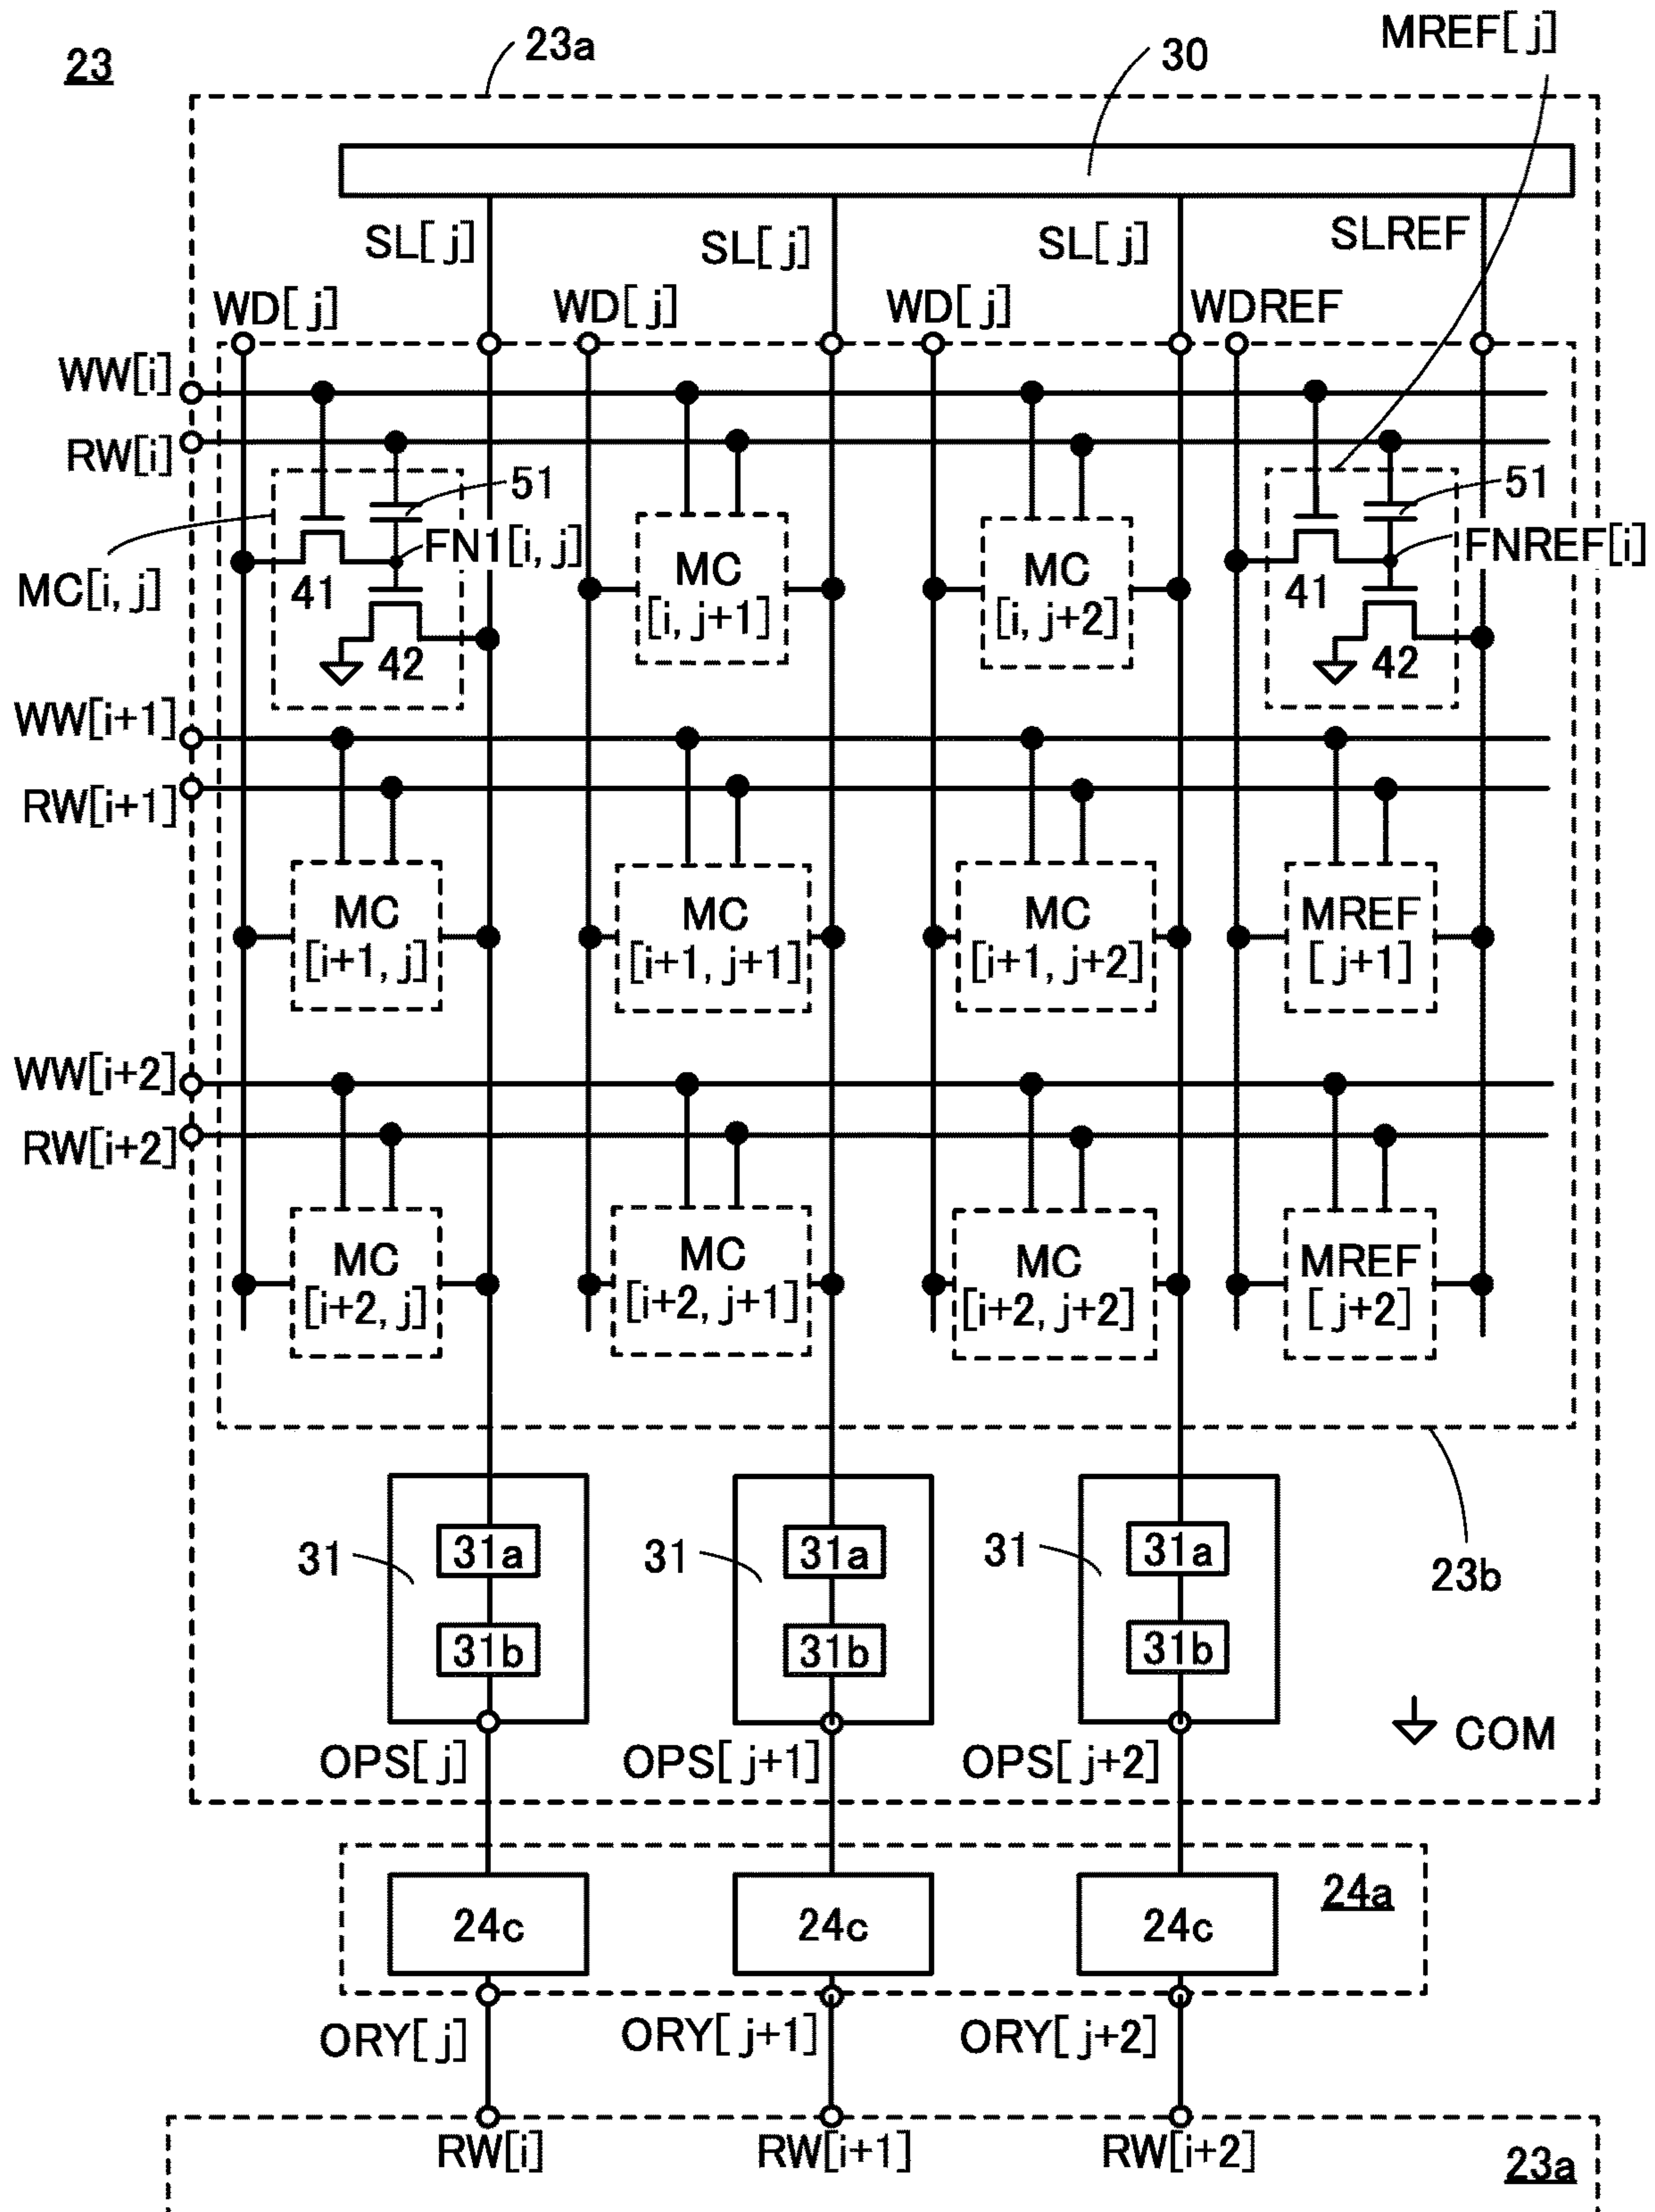 23
23a
30
MREF[j]
SL[j]
SL[j]
SL[j]
SLREF
WD[j]
WD[j]
WD[j]
WDREF
WW[i]
RW[i]
51
51
FN1[i, j]
FNREF[i]
MC[i, j]
41
42
MC
[i, j+1]
MC
[i, j+2]
41
42
WW[i+1]
RW[i+1]
MC
[i+1, j]
MC
[i+1, j+1]
MC
[i+1, j+2]
MREF
[j+1]
WW[i+2]
RW[i+2]
MC
[i+2, j]
MC
[i+2, j+1]
MC
[i+2, j+2]
MREF
[j+2]
31
31a
31b
31
31a
31b
31
31a
31b
23b
COM
OPS[j]
OPS[j+1]
OPS[j+2]
24c
24c
24c
24a
ORY[j]
ORY[j+1]
ORY[j+2]
RW[i]
RW[i+1]
RW[i+2]
23a